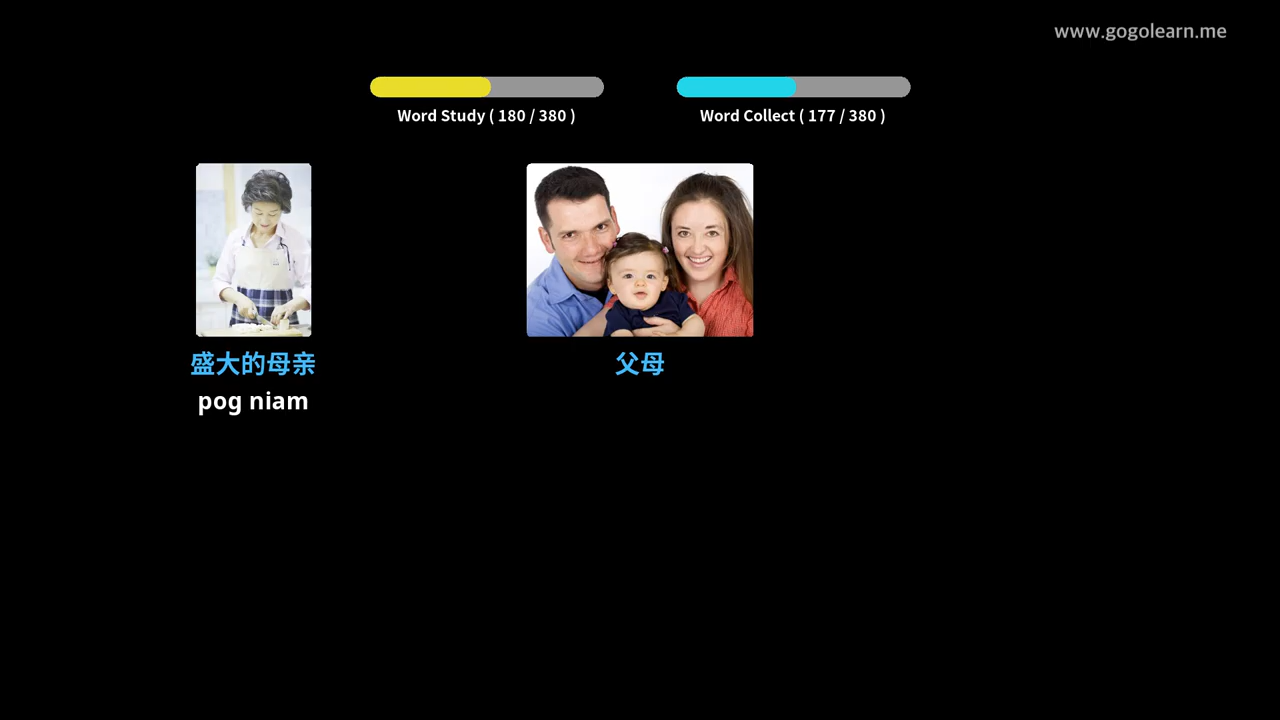 www.gogolearn.me
Word Study ( 180 / 380 )
Word Collect ( 177 / 380 )
盛大的母亲
父母
pog niam